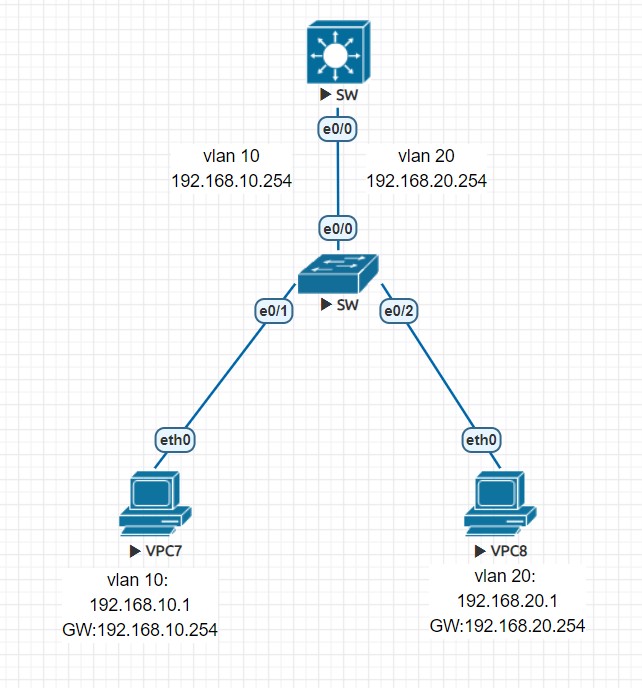 SW
e0/0
vlan 10
192.168.10.254
vlan 20
192.168.20.254
e0/0
SW
e0/1
e0/2
eth0
eth0
VPC7
VPC8
vlan 10:
192.168.10.1
GW:192.168.10.254
vlan 20:
192.168.20.1
GW:192.168.20.254